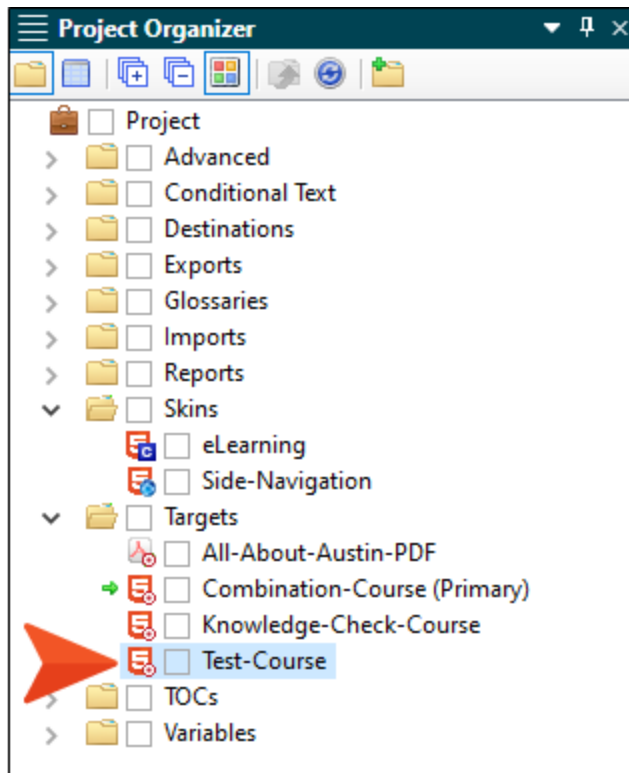 Project Organizer
Project
Advanced
Conditional Text
Destinations
Exports
Glossaries
Imports
Reports
Skins
eLearning
Side-Navigation
Targets
All-About-Austin-PDF
Combination-Course (Primary)
Knowledge-Check-Course
Test-Course
TOCs
Variables